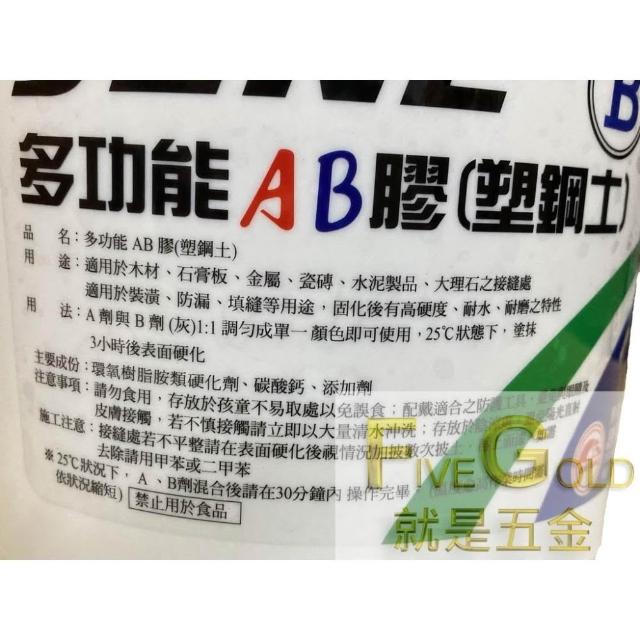 B
多功能AB膠(塑鋼土)
品 名：多功能 AB 膠(塑鋼土)
用 途：適用於木材、石膏板、金屬、瓷磚、水泥製品、大理石之接縫處
適用於裝潢、防漏、填縫等用途，固化後有高硬度、耐水、耐磨之特性
用 法：A 劑與 B 劑 (灰)1:1 調勻成單一 顏色即可使用，25℃狀態下，塗抹
3小時後表面硬化
主要成份：環氧樹脂胺類硬化劑、碳酸鈣、添加劑
注意事項：請勿食用，存放於孩童不易取處以免誤食；配戴適合之防護工具，
皮膚接觸 若不慎接觸請立即以大量清水沖洗；存放於
施工注意：接縫處若不平整請在表面硬化後視情況加披數次披土
去除請用甲苯或二甲苯
※ 25℃狀況下，A 、B劑混合後請在30分鐘內 操作完畢
依狀況縮短) 禁止用於食品
FIVE GOLD
就是五金